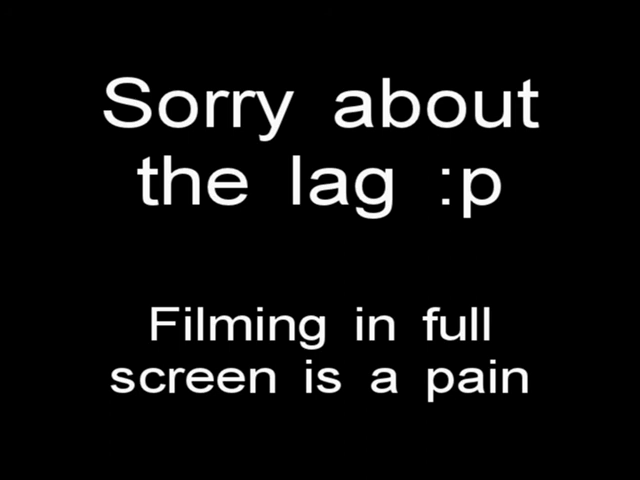 Sorry about
the lag :p
Filming in full
screen is a pain